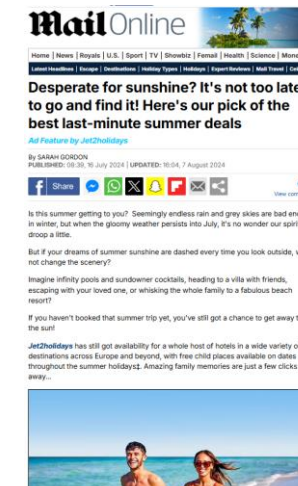 Mail Online
Home | News | Royals | U.S. | Sport | TV | Showbiz | Femail | Health | Science | Mone
Latest Headlines | Escape | Destinations | Holiday Types | Holidays | Expert Reviews | Mail Travel |
Desperate for sunshine? It's not too late
to go and find it! Here's our pick of the
best last-minute summer deals
Ad Feature by Jet2holidays
By SARAH GORDON
PUBLISHED: 09:39, 16 July 2024 | UPDATED: 16:04, 7 August 2024
Share
View com
Is this summer getting to you? Seemingly endless rain and grey skies are bad eno
in winter, but when the gloomy weather persists into July, it's no wonder our spiri
droop a little.
But if your dreams of summer sunshine are dashed every time you look outside, w
not change the scenery?
Imagine infinity pools and sundowner cocktails, heading to a villa with friends,
escaping with your loved one, or whisking the whole family to a fabulous beach
resort?
If you haven't booked that summer trip yet, you've still got a chance to get away t
the sun!
Jet2holidays has still got availability for a whole host of hotels in a wide variety o
destinations across Europe and beyond, with free child places available on dates
throughout the summer holidays‡. Amazing family memories are just a few clicks
away...